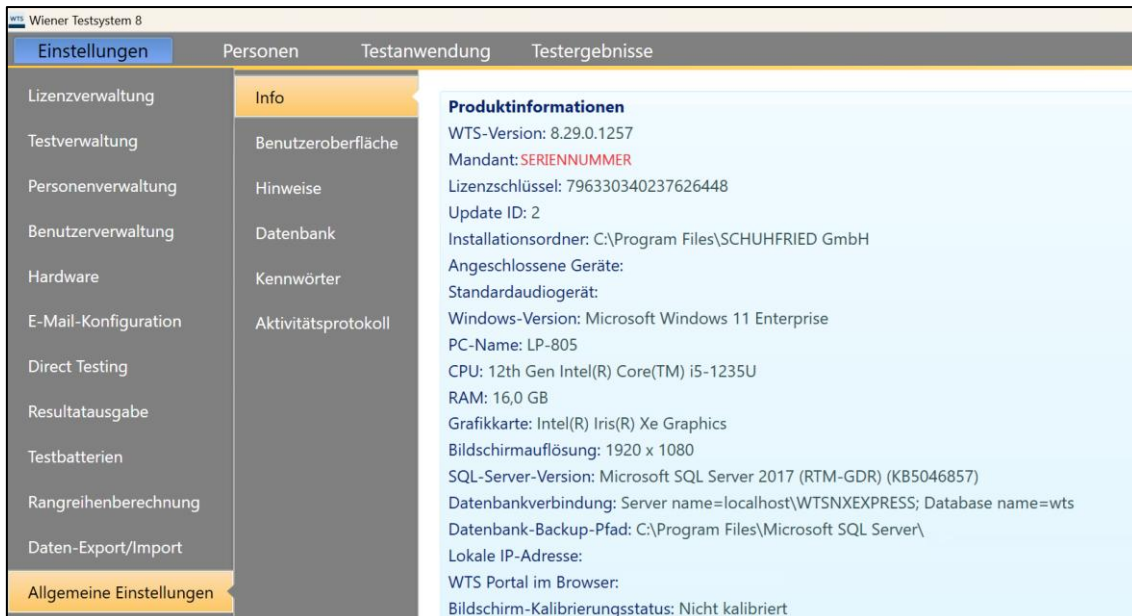 WTS Wiener Testsystem 8
Einstellungen Personen Testanwendung Testergebnisse
Lizenzverwaltung
Testverwaltung
Personenverwaltung
Benutzerverwaltung
Hardware
E-Mail-Konfiguration
Direct Testing
Resultatausgabe
Testbatterien
Rangreihenberechnung
Daten-Export/Import
Allgemeine Einstellungen
Info
Benutzeroberfläche
Hinweise
Datenbank
Kennwörter
Aktivitätsprotokoll
Produktinformationen
WTS-Version: 8.29.0.1257
Mandant: SERIENNUMMER
Lizenzschlüssel: 796330340237626448
Update ID: 2
Installationsordner: C:\Program Files\SCHUHFRIED GmbH
Angeschlossene Geräte:
Standardaudiogerät:
Windows-Version: Microsoft Windows 11 Enterprise
PC-Name: LP-805
CPU: 12th Gen Intel(R) Core(TM) i5-1235U
RAM: 16,0 GB
Grafikkarte: Intel(R) Iris(R) Xe Graphics
Bildschirmauflösung: 1920 x 1080
SQL-Server-Version: Microsoft SQL Server 2017 (RTM-GDR) (KB5046857)
Datenbankverbindung: Server name=localhost\WTSNXEXPRESS; Database name=wts
Datenbank-Backup-Pfad: C:\Program Files\Microsoft SQL Server\
Lokale IP-Adresse:
WTS Portal im Browser:
Bildschirm-Kalibrierungsstatus: Nicht kalibriert